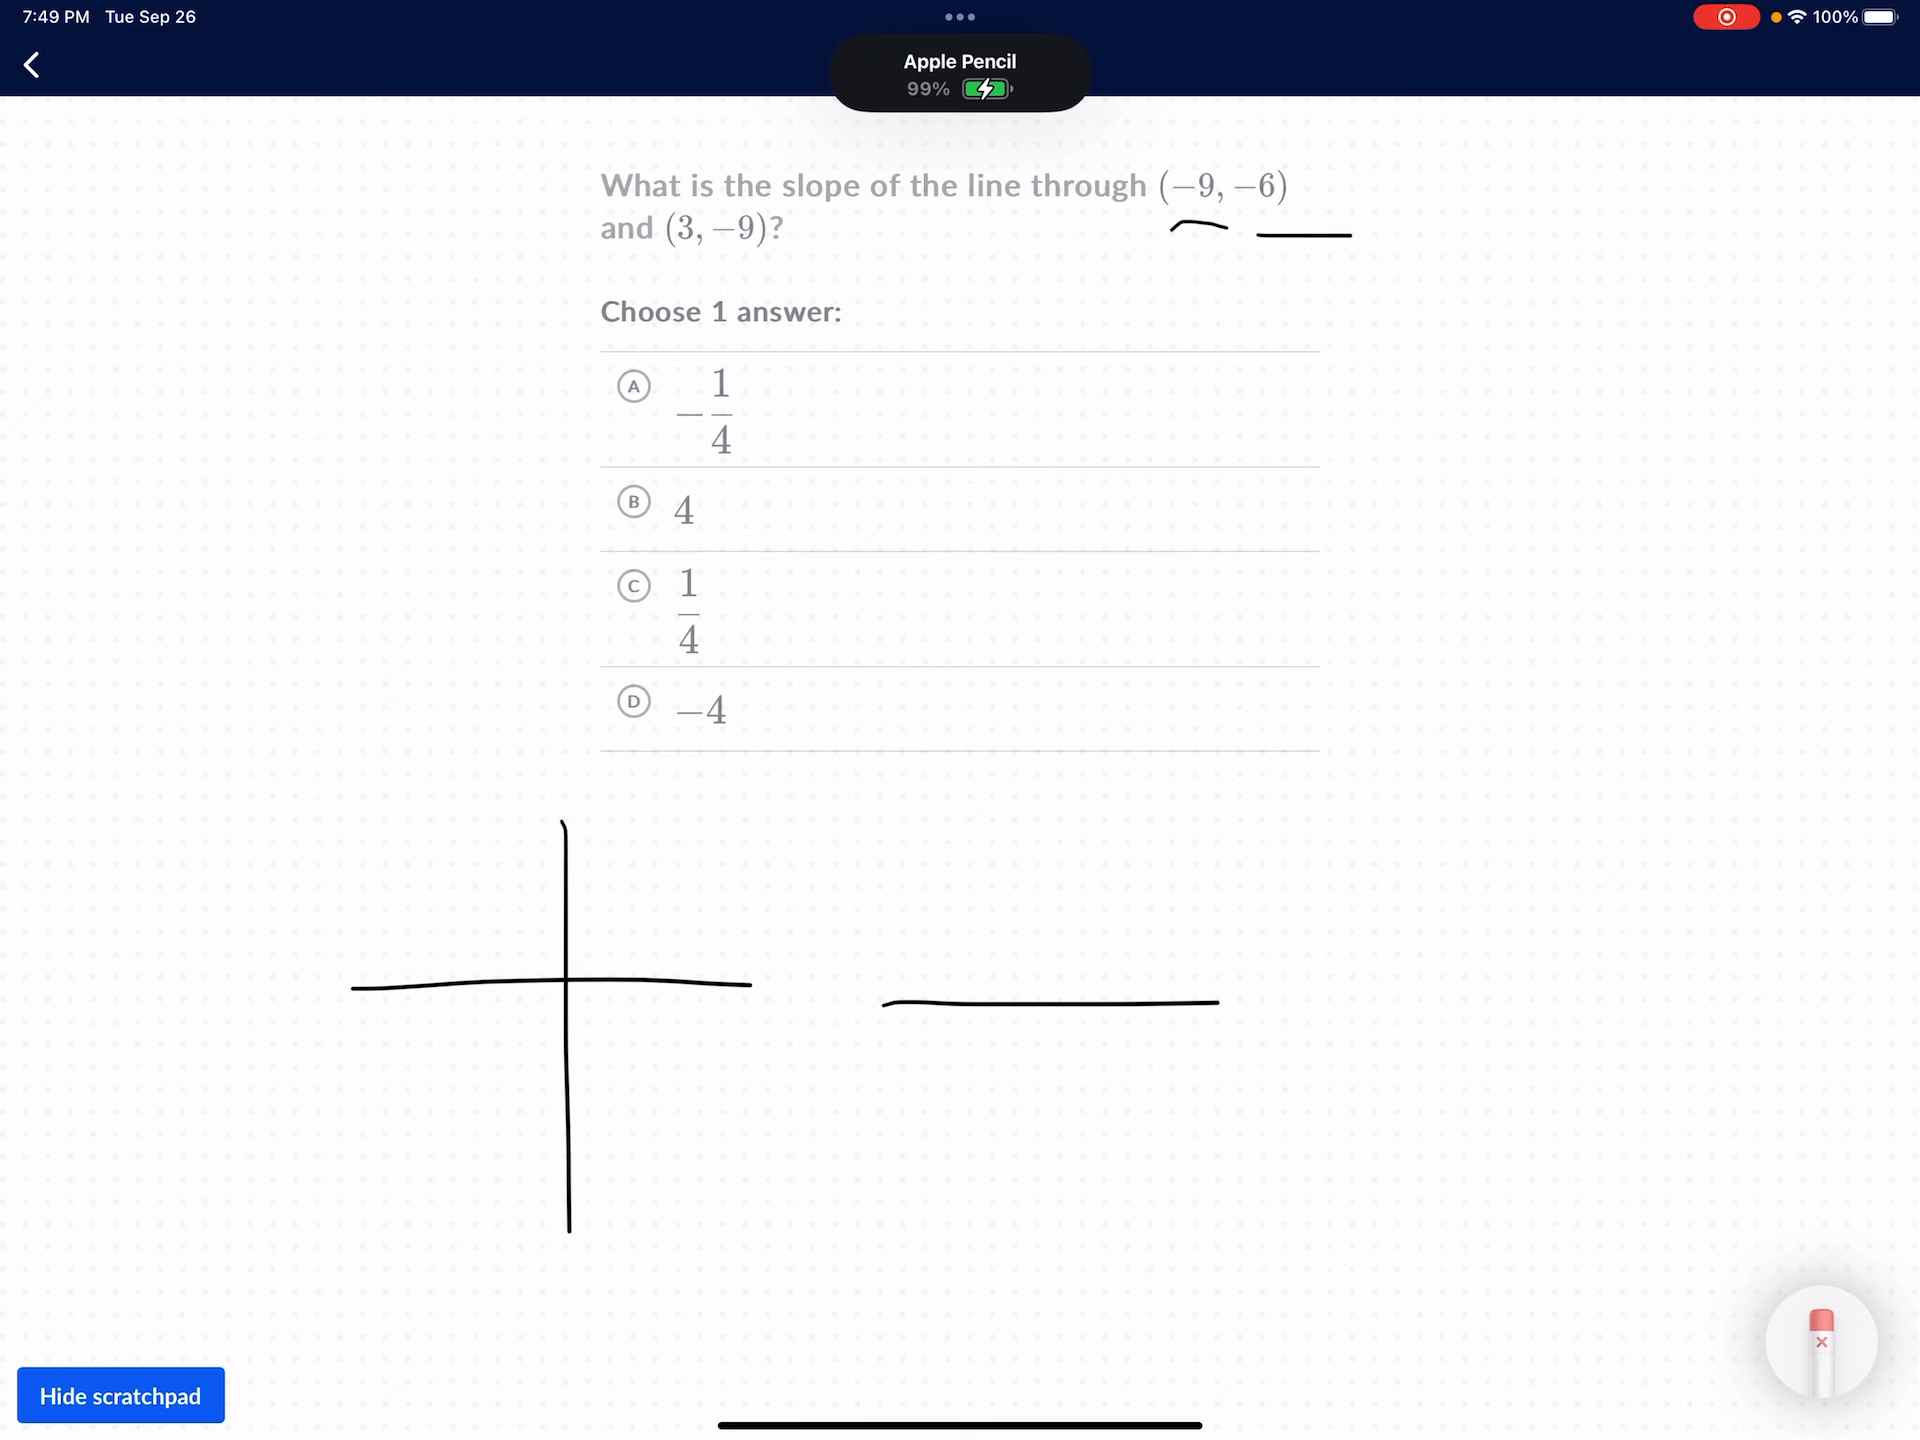 7:49 PM Tue Sep 26
100%
Apple Pencil
99%
What is the slope of the line through (−9, −6)
and (3, −9)?
Choose 1 answer:
A −1/4
B 4
C 1/4
D −4
Hide scratchpad